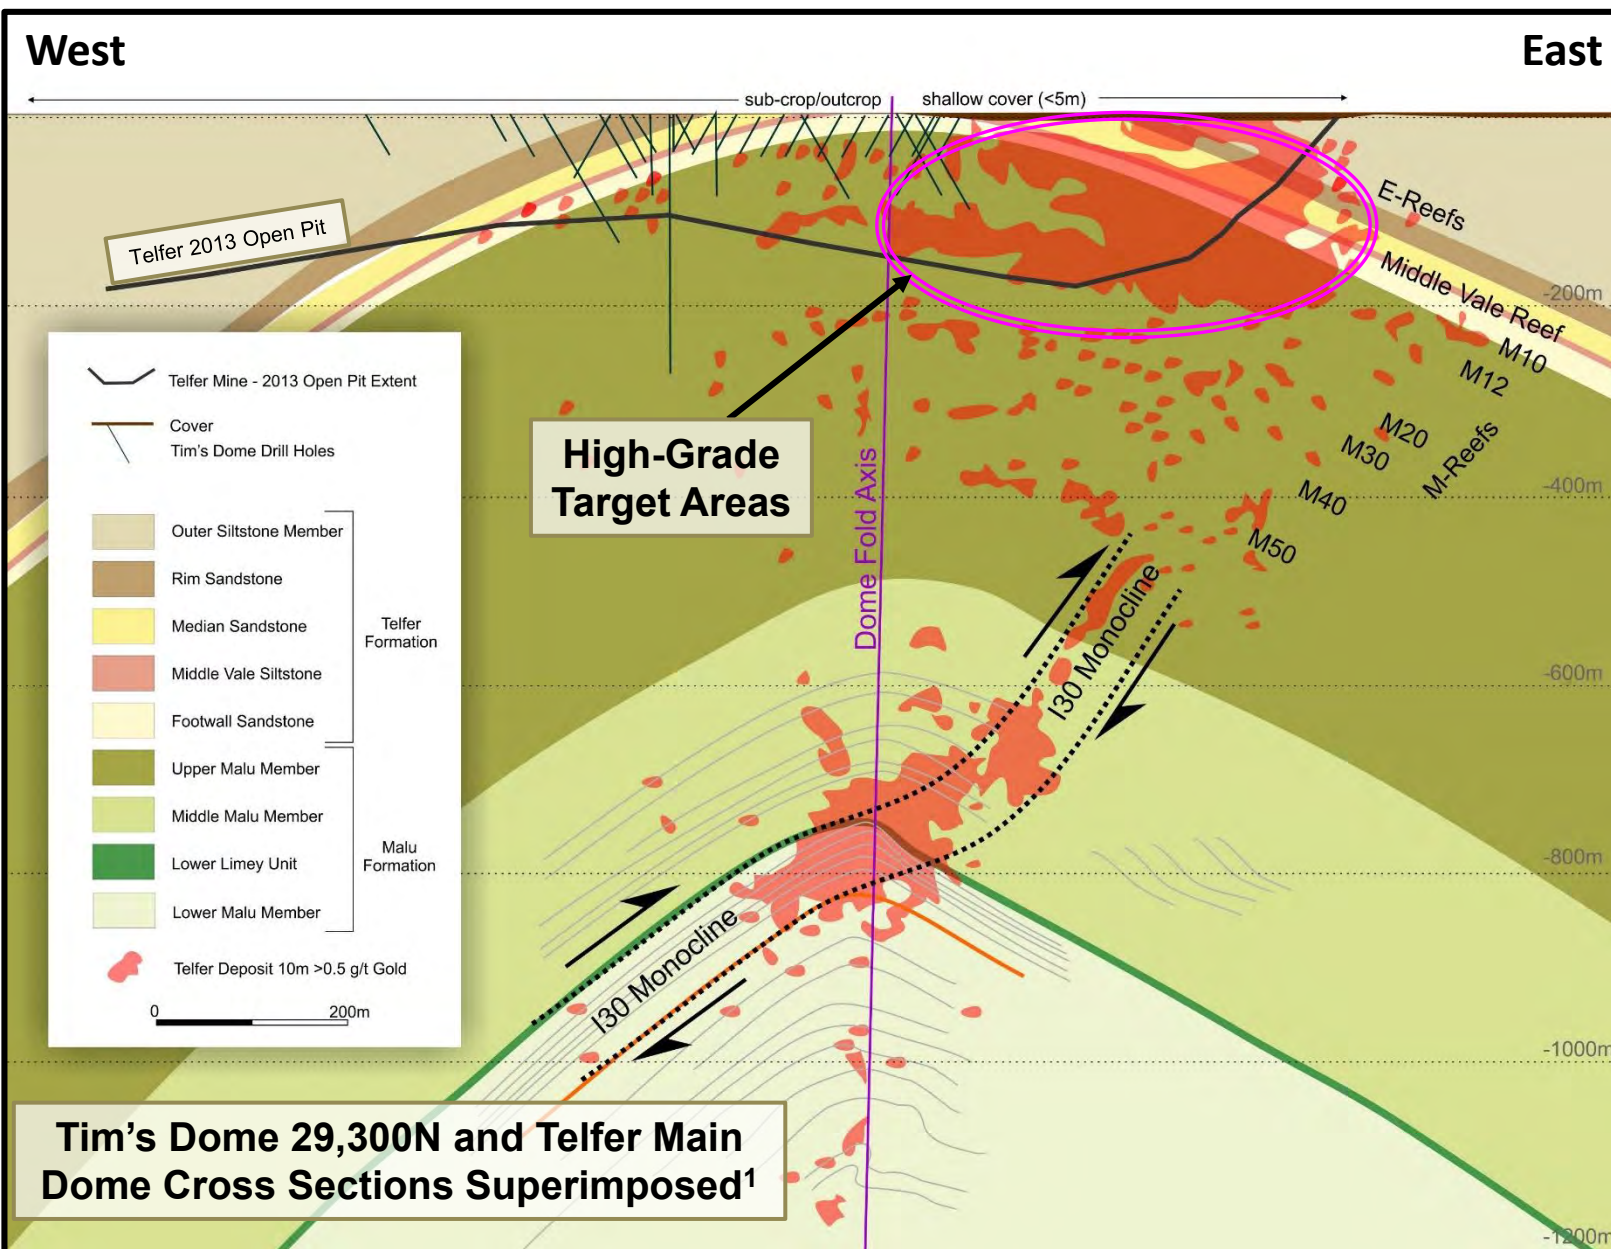 West
East
sub-crop/outcrop
shallow cover (<5m)
Telfer 2013 Open Pit
E-Reefs
Middle Vale Reef
-200m
M10
M12
M20
M30
M-Reefs
M40
M50
-400m
-600m
-800m
-1000m
-1200m
High-Grade
Target Areas
Dome Fold Axis
I30 Monocline
I30 Monocline
Telfer Mine - 2013 Open Pit Extent
Cover
Tim's Dome Drill Holes
Outer Siltstone Member
Rim Sandstone
Median Sandstone
Middle Vale Siltstone
Footwall Sandstone
Telfer
Formation
Upper Malu Member
Middle Malu Member
Lower Limey Unit
Lower Malu Member
Malu
Formation
Telfer Deposit 10m >0.5 g/t Gold
0 200m
Tim's Dome 29,300N and Telfer Main
Dome Cross Sections Superimposed¹